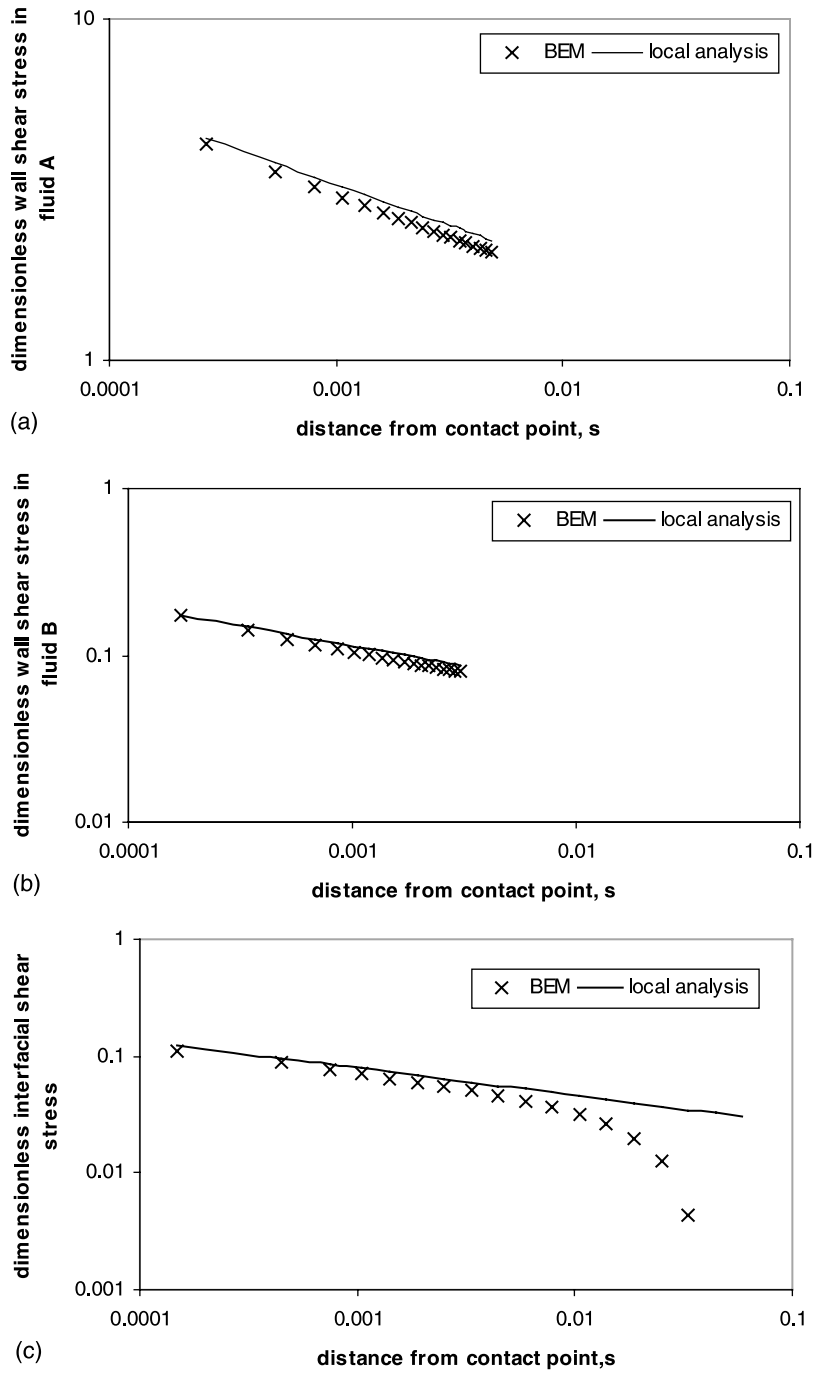 10
BEM local analysis
dimensionless wall shear stress in
fluid A
1
0.0001 0.001 0.01 0.1
(a)
distance from contact point, s
1
BEM local analysis
dimensionless wall shear stress in
fluid B
0.1
0.01
0.0001 0.001 0.01 0.1
(b)
distance from contact point, s
1
BEM local analysis
dimensionless interfacial shear
stress
0.1
0.01
0.001
0.0001 0.001 0.01 0.1
(c)
distance from contact point,s